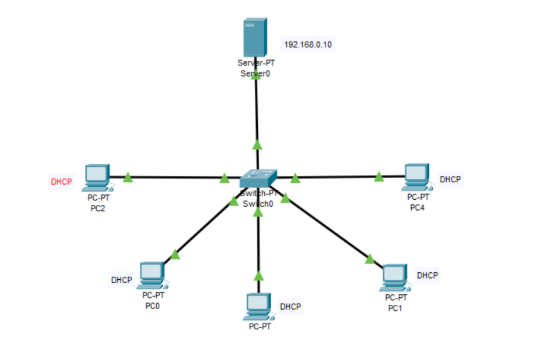 192.168.0.10
Server-PT
Server0
DHCP
PC-PT
PC2
Switch-PT
Switch0
PC-PT
PC4
DHCP
DHCP
PC-PT
PC0
PC-PT
DHCP
PC-PT
PC1
DHCP